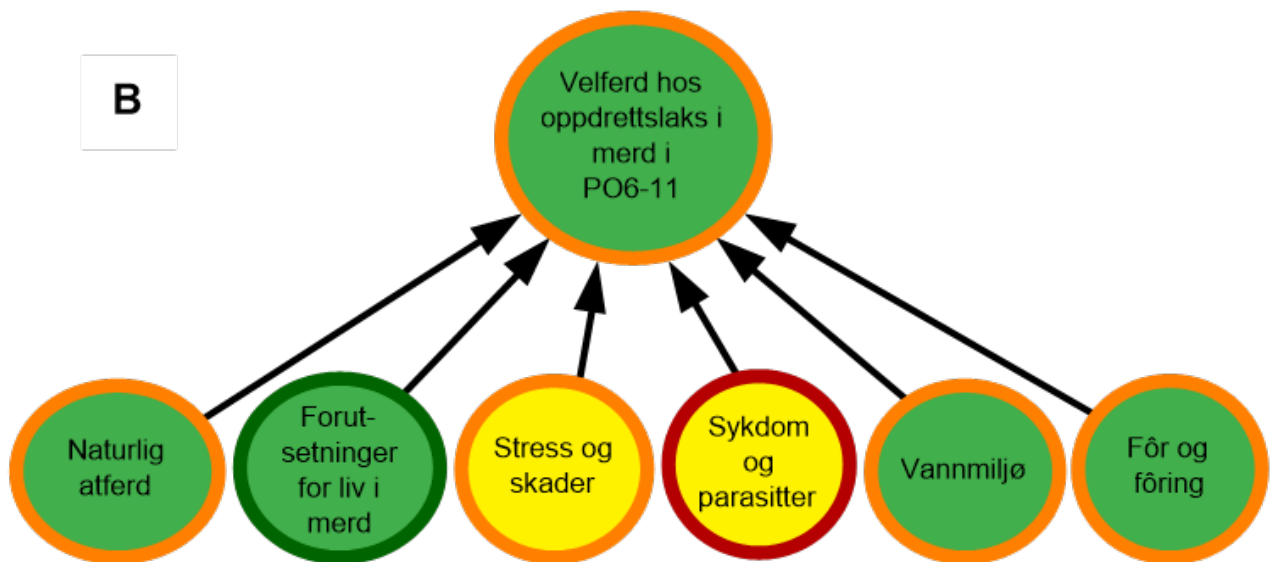 B
Velferd hos
oppdrettslaks i
merd i
PO6-11
Naturlig
atferd
Forut-
setninger
for liv i
merd
Stress og
skader
Sykdom
og
parasitter
Vannmiljø
Fôr og
fôring